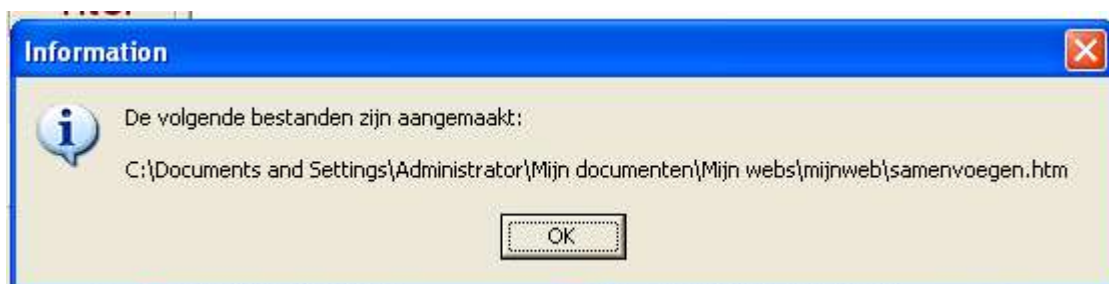 Information
De volgende bestanden zijn aangemaakt:
C:\Documents and Settings\Administrator\Mijn documenten\Mijn webs\mijnweb\samenvoegen.htm
OK